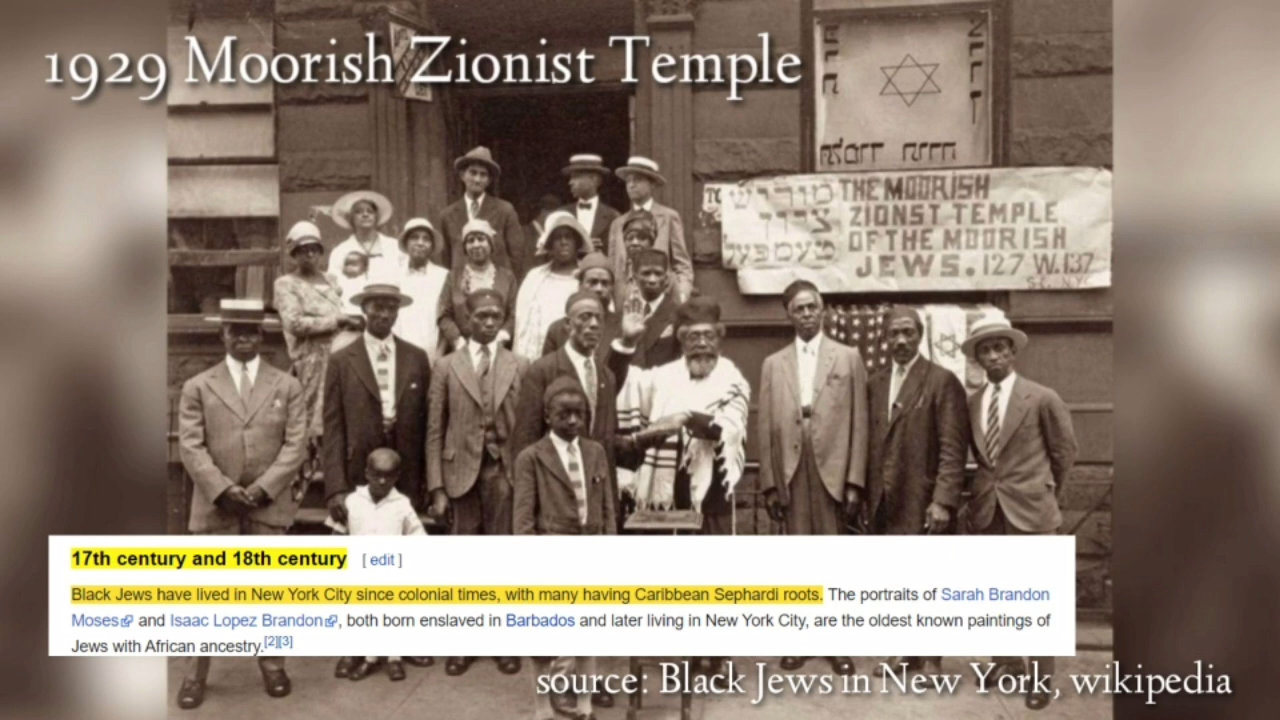 1929 Moorish Zionist Temple
מוריש THE MOORISH
ציון ZIONST TEMPLE
טעמפעל OF THE MOORISH
JEWS. 127 W. 137
17th century and 18th century [ edit ]
Black Jews have lived in New York City since colonial times, with many having Caribbean Sephardi roots. The portraits of Sarah Brandon
Moses and Isaac Lopez Brandon, both born enslaved in Barbados and later living in New York City, are the oldest known paintings of
Jews with African ancestry.[2][3]
source: Black Jews in New York, wikipedia